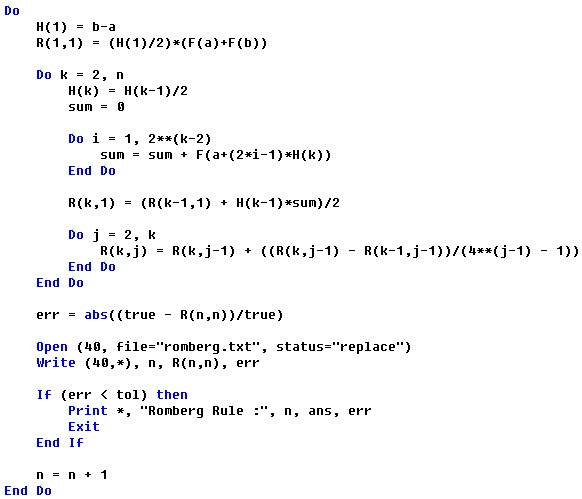 Do
H(1) = b-a
R(1,1) = (H(1)/2)*(F(a)+F(b))
Do k = 2, n
H(k) = H(k-1)/2
sum = 0
Do i = 1, 2**(k-2)
sum = sum + F(a+(2*i-1)*H(k))
End Do
R(k,1) = (R(k-1,1) + H(k-1)*sum)/2
Do j = 2, k
R(k,j) = R(k,j-1) + ((R(k,j-1) - R(k-1,j-1))/(4**(j-1) - 1))
End Do
End Do
err = abs((true - R(n,n))/true)
Open (40, file="romberg.txt", status="replace")
Write (40,*), n, R(n,n), err
If (err < tol) then
Print *, "Romberg Rule :", n, ans, err
Exit
End If
n = n + 1
End Do